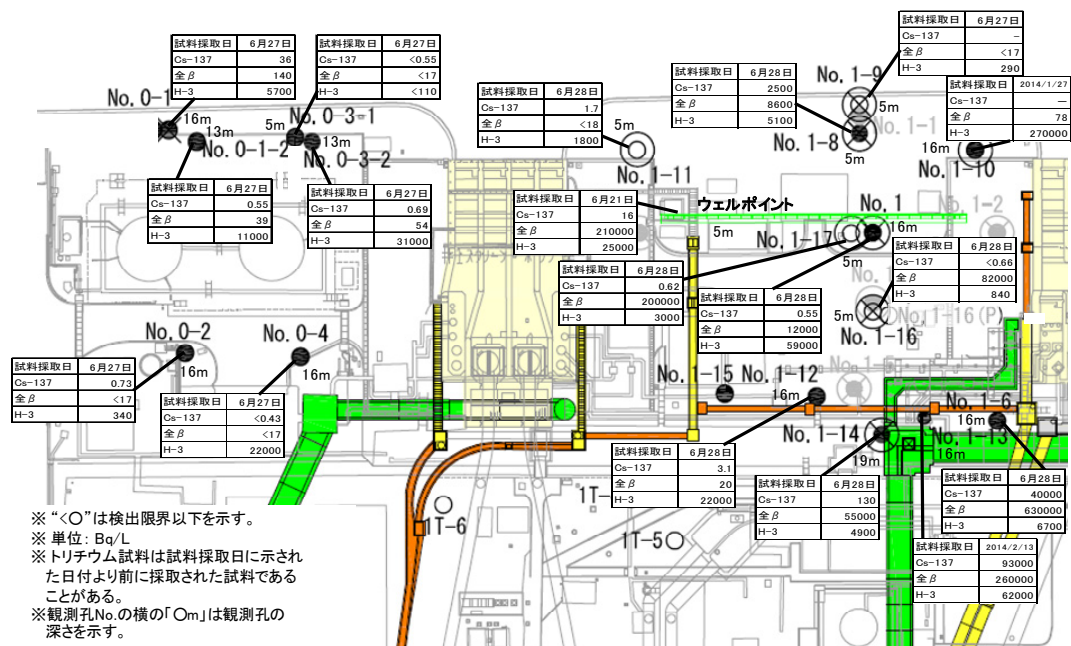 試料採取日 6月27日
Cs-137 36
全β 140
H-3 5700
試料採取日 6月27日
Cs-137 <0.55
全β <17
H-3 <110
試料採取日 6月28日
Cs-137 1.7
全β <18
H-3 1800
試料採取日 6月28日
Cs-137 2500
全β 8600
H-3 5100
試料採取日 6月27日
Cs-137 -
全β <17
H-3 290
試料採取日 2014/1/27
Cs-137 —
全β 78
H-3 270000
No. 0-1
16m
13m
No. 0-1-2
5m
No. 0-3-1
13m
No. 0-3-2
5m
No. 1-11
No. 1-9
5m
No. 1-1
No. 1-8
5m
16m
No. 1-10
試料採取日 6月27日
Cs-137 0.55
全β 39
H-3 11000
試料採取日 6月27日
Cs-137 0.69
全β 54
H-3 31000
試料採取日 6月21日
Cs-137 16
全β 210000
H-3 25000
ウェルポイント
5m
No. 1
16m
No. 1-2
No. 1-17
5m
試料採取日 6月28日
Cs-137 0.62
全β 200000
H-3 3000
試料採取日 6月28日
Cs-137 0.55
全β 12000
H-3 59000
試料採取日 6月28日
Cs-137 <0.66
全β 82000
H-3 840
5m
No. 1-16(P)
No. 1-16
No. 0-2
16m
No. 0-4
16m
試料採取日 6月27日
Cs-137 0.73
全β <17
H-3 340
試料採取日 6月27日
Cs-137 <0.43
全β <17
H-3 22000
No. 1-15
No. 1-12
16m
16m
No. 1-14
19m
No. 1-6
16m
No. 1-13
16m
試料採取日 6月28日
Cs-137 3.1
全β 20
H-3 22000
試料採取日 6月28日
Cs-137 130
全β 55000
H-3 4900
試料採取日 6月28日
Cs-137 40000
全β 630000
H-3 6700
試料採取日 2014/2/13
Cs-137 93000
全β 260000
H-3 62000
1T-6
1T-
1T-5
※ “<〇”は検出限界以下を示す。
※ 単位: Bq/L
※ トリチウム試料は試料採取日に示され
た日付より前に採取された試料である
ことがある。
※観測孔No.の横の「〇m」は観測孔の
深さを示す。